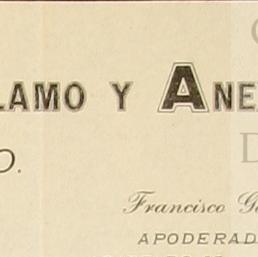 LAMO Y ANE
O.
Francisco G
APODERAD